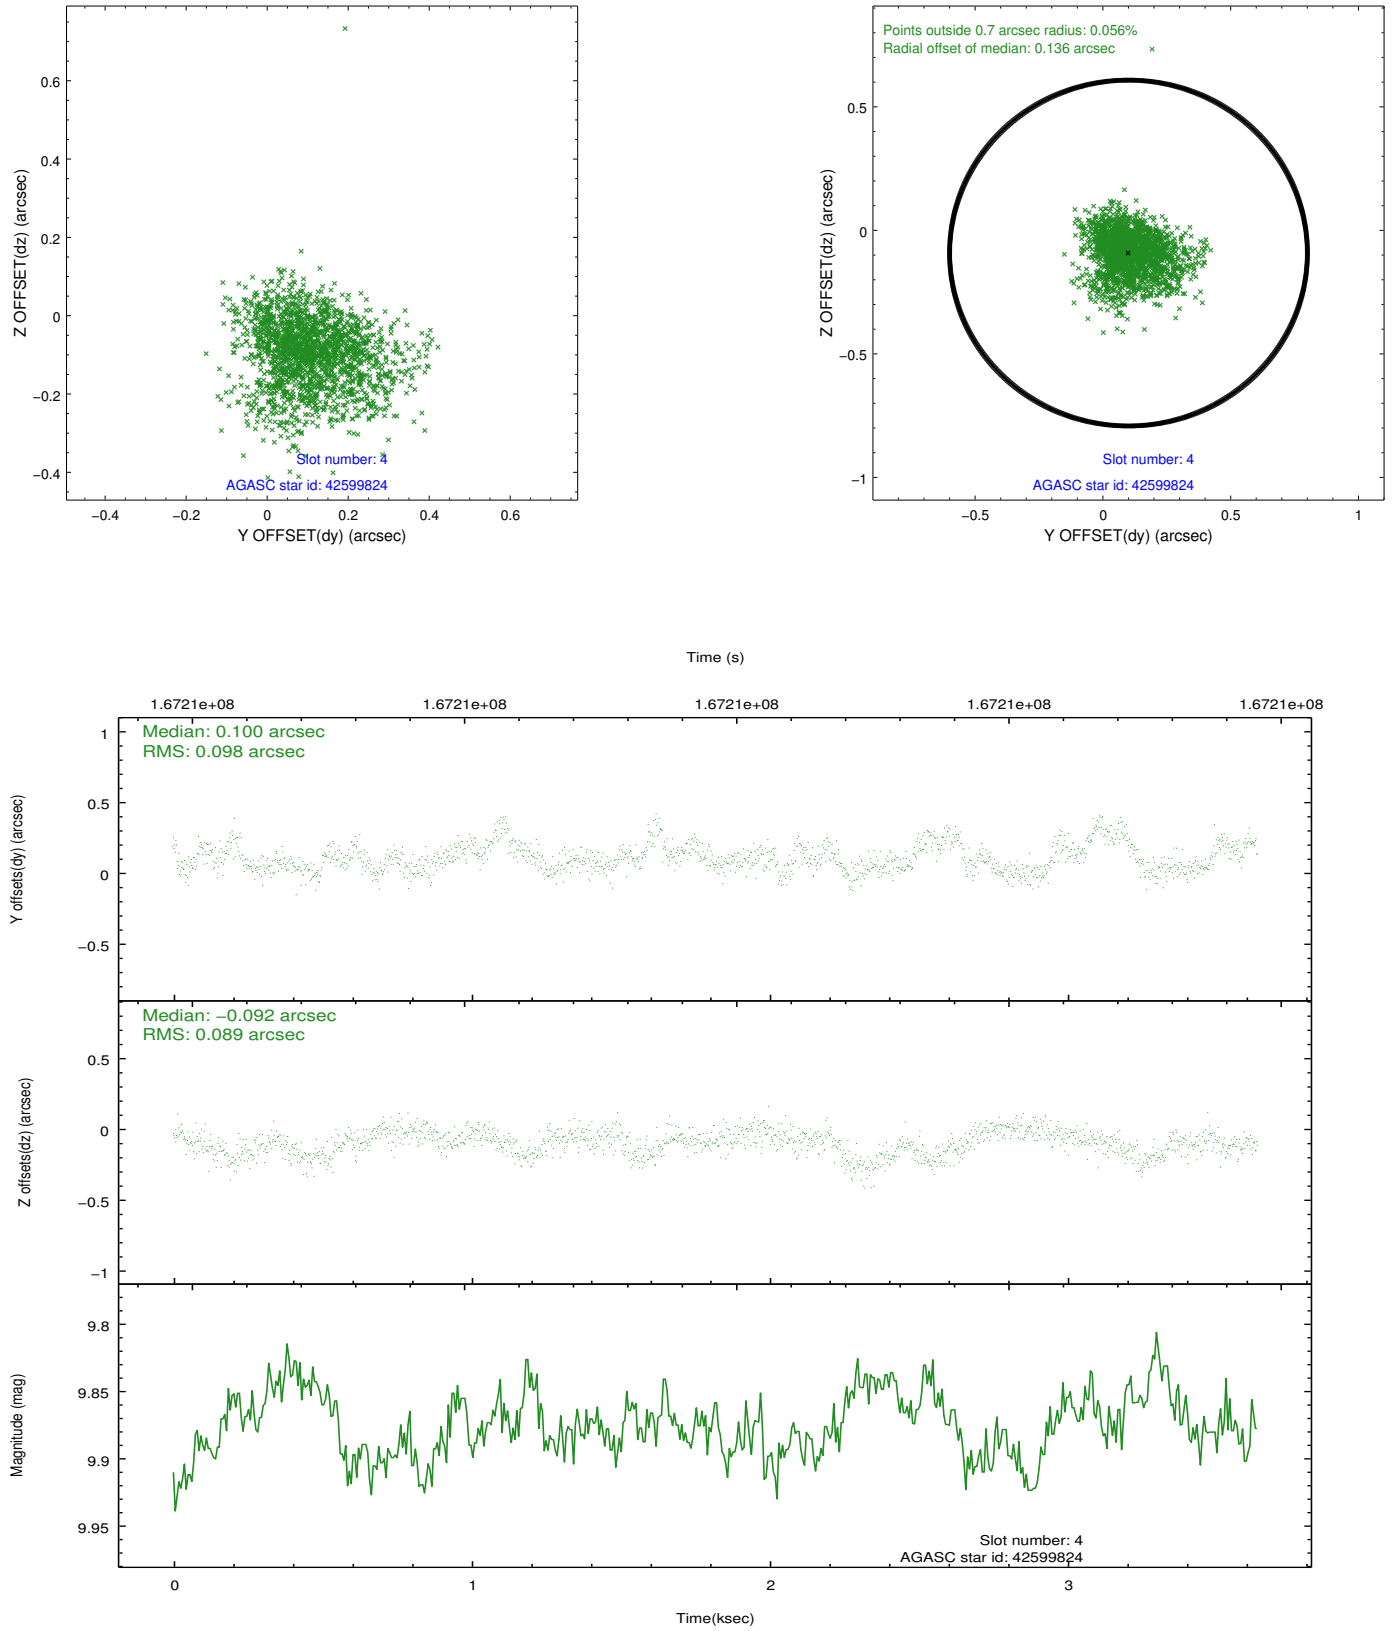 0.6
0.4
0.2
0
−0.2
−0.4
Z OFFSET(dz) (arcsec)
Slot number: 4
AGASC star id: 42599824
−0.4 −0.2 0 0.2 0.4 0.6
Y OFFSET(dy) (arcsec)
Points outside 0.7 arcsec radius: 0.056%
Radial offset of median: 0.136 arcsec
0.5
0
−0.5
−1
Z OFFSET(dz) (arcsec)
Slot number: 4
AGASC star id: 42599824
−0.5 0 0.5 1
Y OFFSET(dy) (arcsec)
Time (s)
1.6721e+08 1.6721e+08 1.6721e+08 1.6721e+08 1.6721e+08
Median: 0.100 arcsec
RMS: 0.098 arcsec
1
0.5
0
−0.5
Y offsets(dy) (arcsec)
Median: −0.092 arcsec
RMS: 0.089 arcsec
0.5
0
−0.5
−1
Z offsets(dz) (arcsec)
9.8
9.85
9.9
9.95
Magnitude (mag)
Slot number: 4
AGASC star id: 42599824
0 1 2 3
Time(ksec)